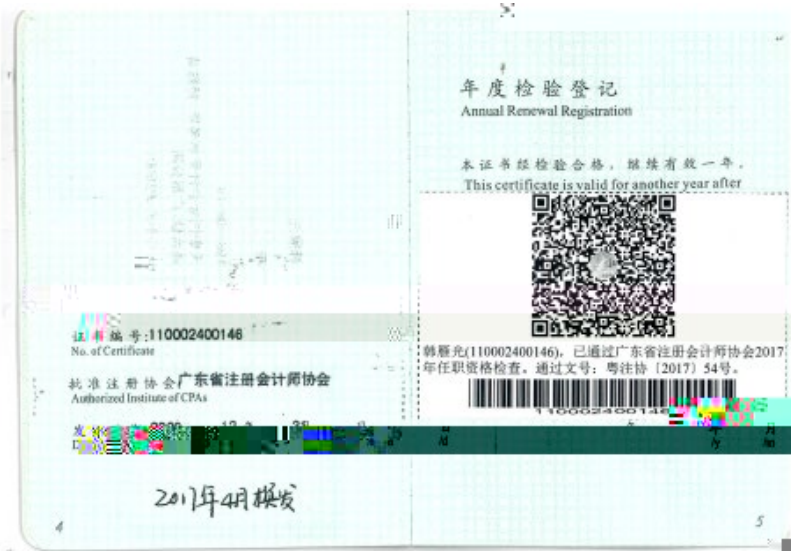 证书编号:110002400146
No. of Certificate
批准注册协会广东省注册会计师协会
Authorized Institute of CPAs
2017年4月换发
4
年度检验登记
Annual Renewal Registration
本证书经检验合格，继续有效一年。
This certificate is valid for another year after
(110002400146)，已通过广东省注册会计师协会2017
年任职资格检查。通过文号：粤注协〔2017〕54号。
110002400146
5